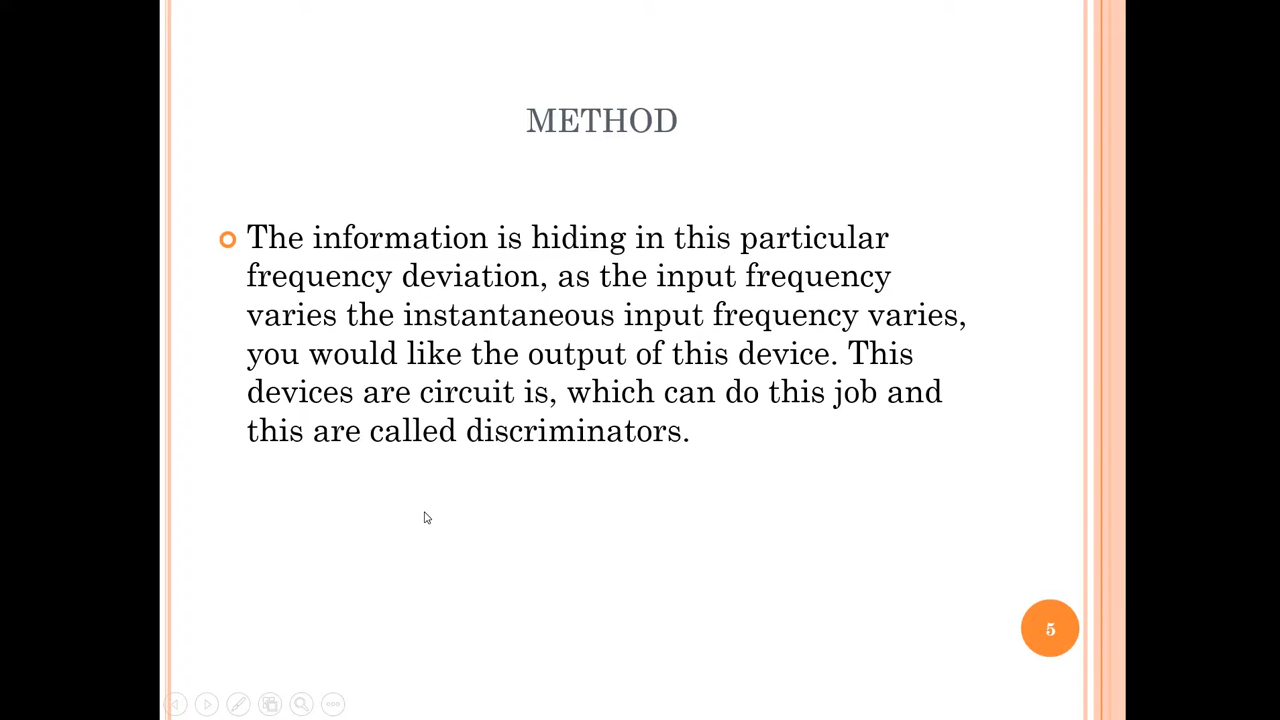 METHOD
The information is hiding in this particular
frequency deviation, as the input frequency
varies the instantaneous input frequency varies,
you would like the output of this device. This
devices are circuit is, which can do this job and
this are called discriminators.
5